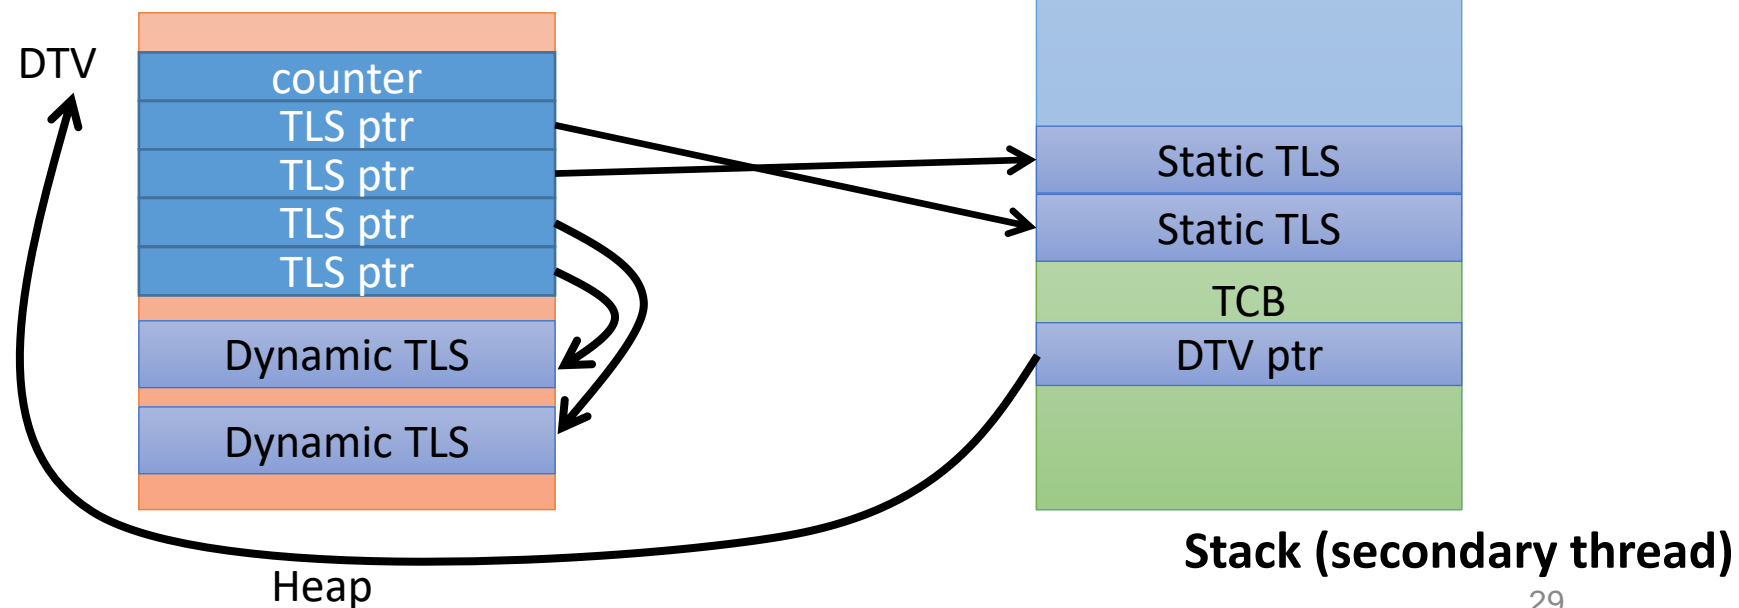 DTV
counter
TLS ptr
TLS ptr
TLS ptr
TLS ptr
Dynamic TLS
Dynamic TLS
Heap
Static TLS
Static TLS
TCB
DTV ptr
Stack (secondary thread)
29